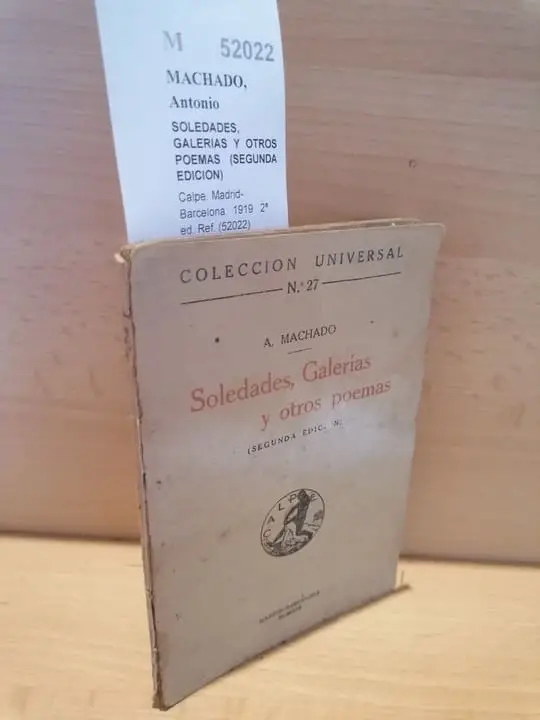 M 52022
MACHADO,
Antonio
SOLEDADES,
GALERIAS Y OTROS
POEMAS (SEGUNDA
EDICION)
Calpe. Madrid-
Barcelona 1919 2ª
ed. Ref. (52022)
COLECCION UNIVERSAL
N.º 27
A. MACHADO
Soledades, Galerías
y otros poemas
(SEGUNDA EDIC. N)
CALPE